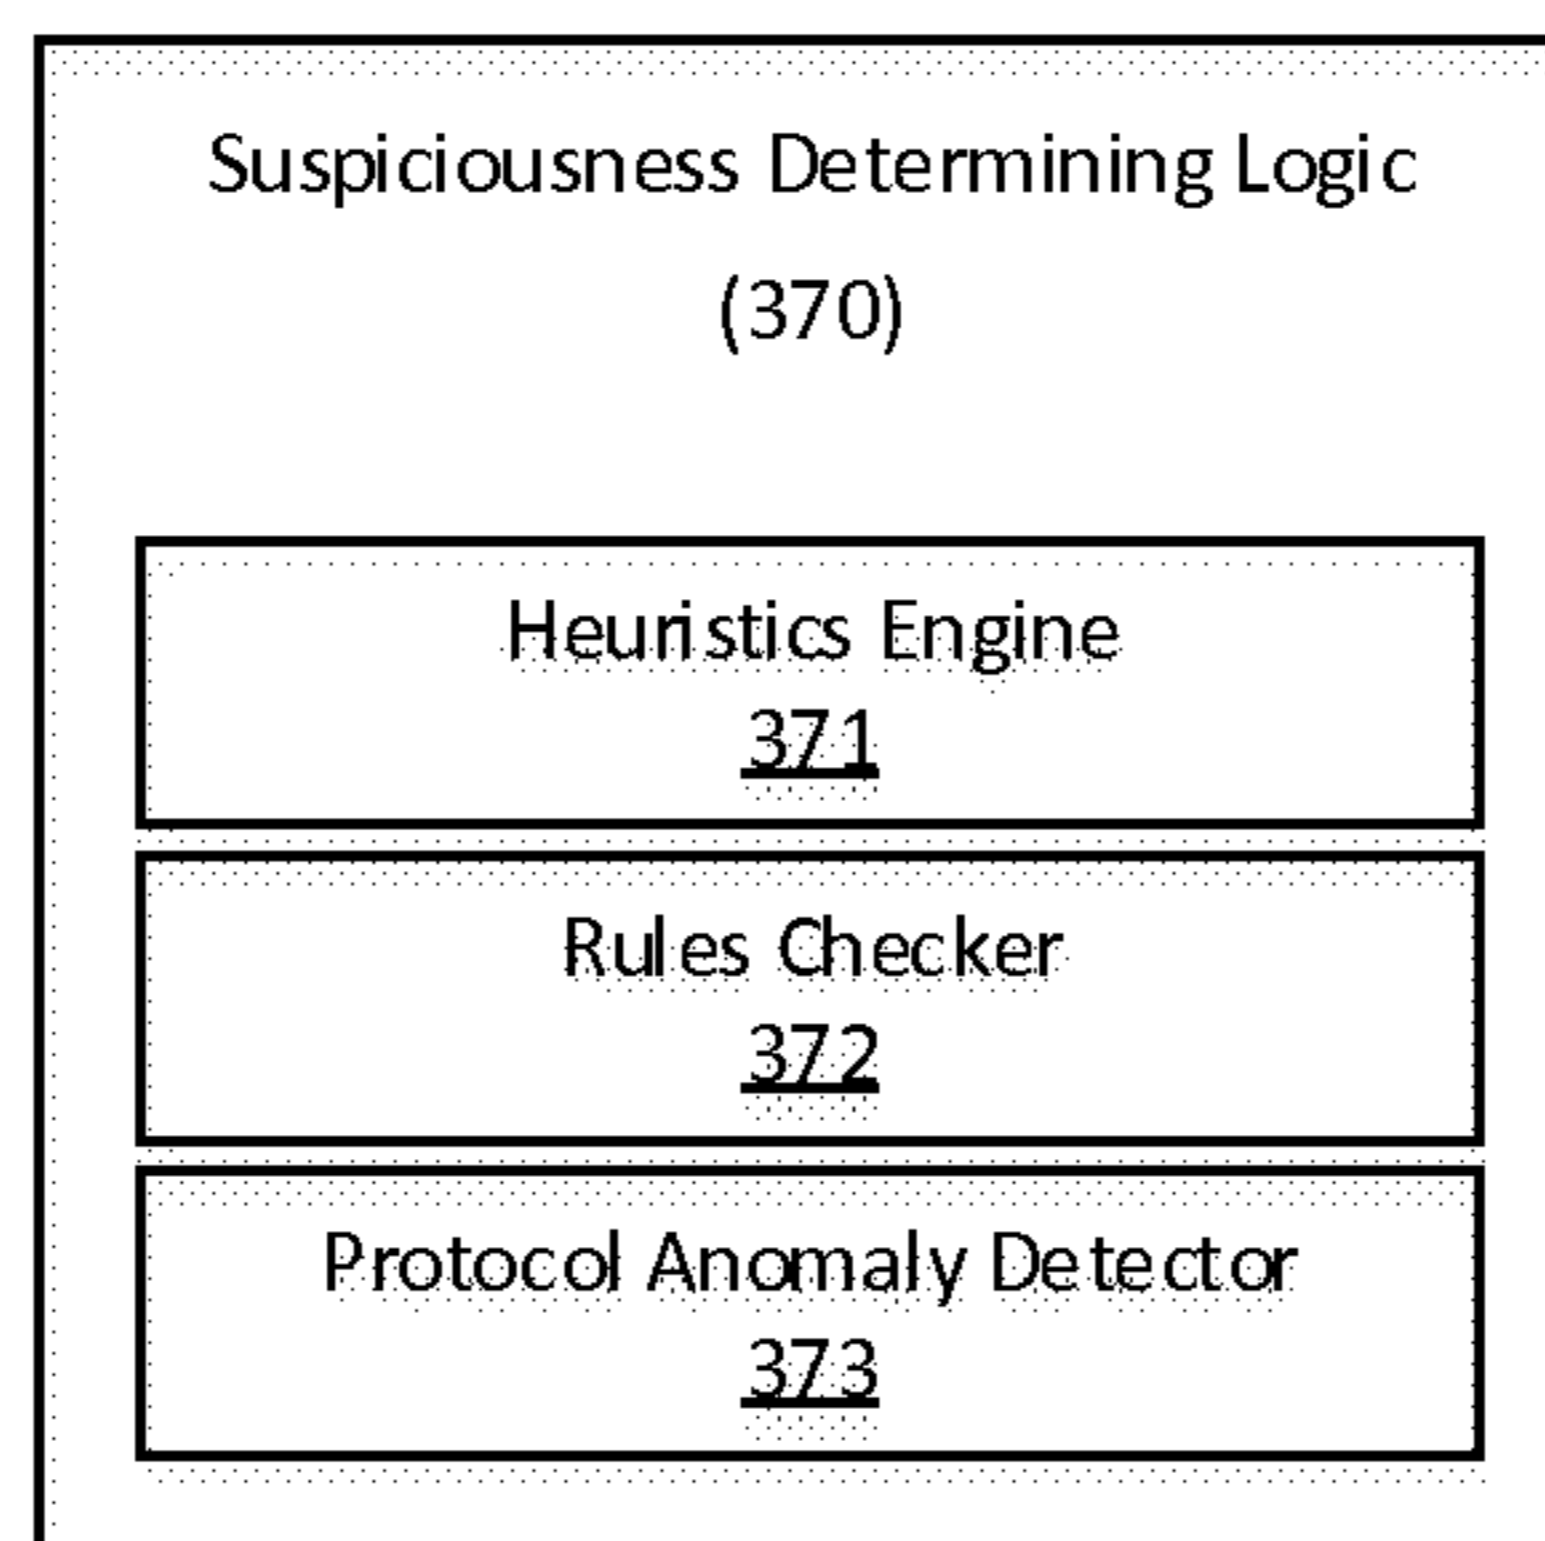 Suspiciousness Determining Logic
(370)
Heuristics Engine
371
Rules Checker
372
Protocol Anomaly Detector
373